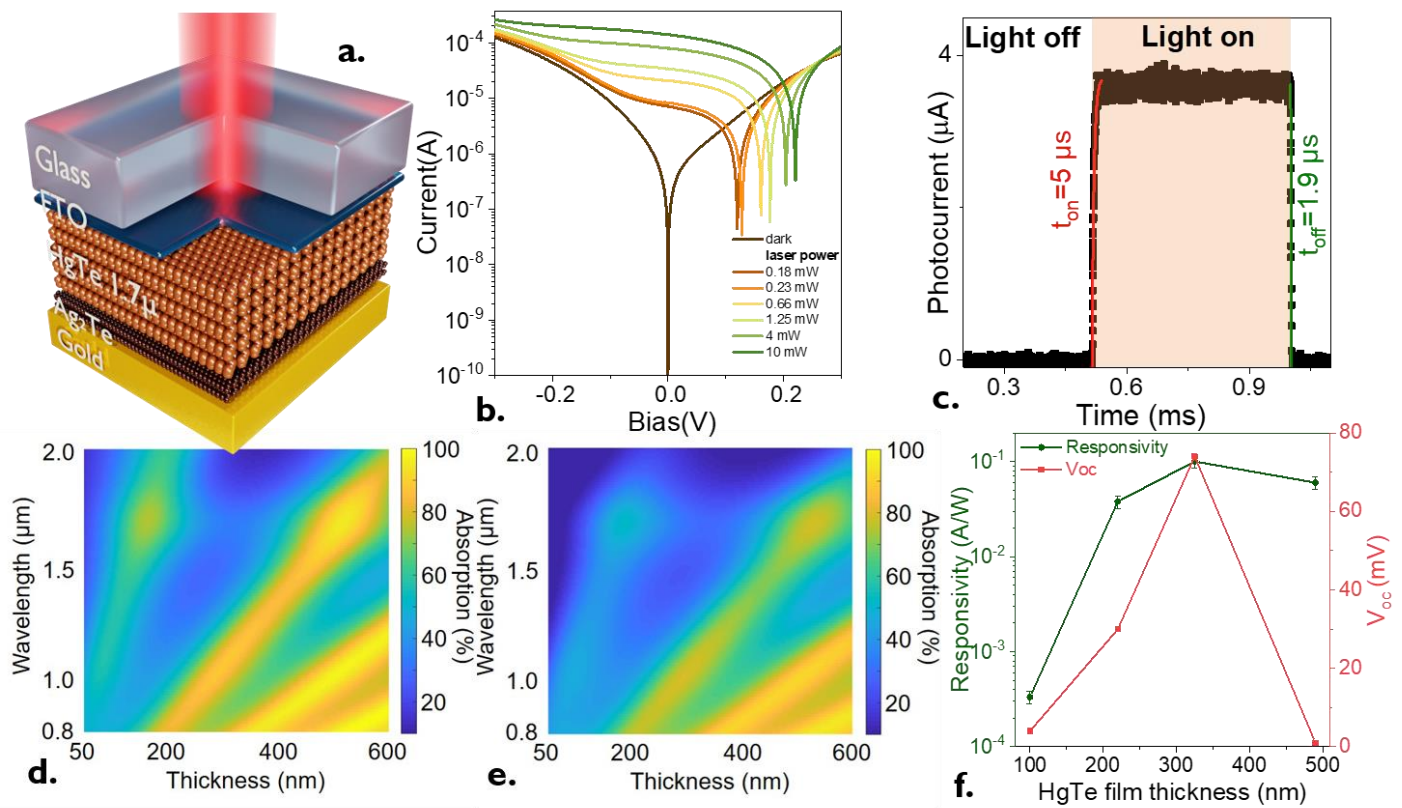 a.
Glass
FTO
HgTe 1.7µ
Ag₂Te
Gold
Current(A)
10⁻⁴
10⁻⁵
10⁻⁶
10⁻⁷
10⁻⁸
10⁻⁹
10⁻¹⁰
-0.2
0.0
0.2
Bias(V)
dark
laser power
0.18 mW
0.23 mW
0.66 mW
1.25 mW
4 mW
10 mW
b.
Light off
Light on
Photocurrent (µA)
4
2
0
tₒₙ=5 µs
t_off=1.9 µs
0.3
0.6
0.9
Time (ms)
c.
Wavelength (µm)
2.0
1.5
1.0
0.8
50
200
400
600
Thickness (nm)
100
80
60
40
20
Absorption (%)
d.
Wavelength (µm)
2.0
1.5
1.0
0.8
50
200
400
600
Thickness (nm)
100
80
60
40
20
Absorption (%)
e.
Responsivity
Voc
Responsivity (A/W)
10⁻¹
10⁻²
10⁻³
10⁻⁴
100
200
300
400
500
HgTe film thickness (nm)
80
60
40
20
0
V_OC (mV)
f.